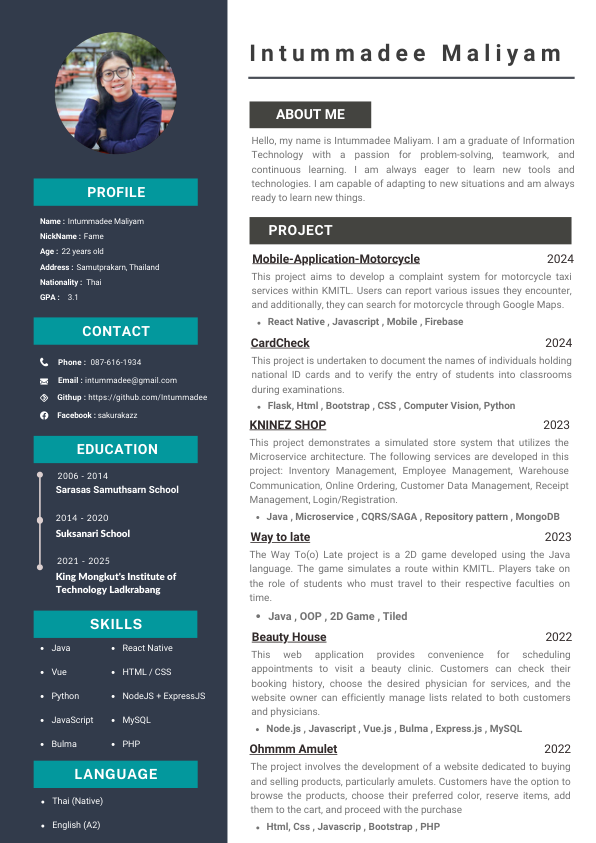 Intummadee Maliyam
PROFILE
Name : Intummadee Maliyam
NickName : Fame
Age : 22 years old
Address : Samutprakarn, Thailand
Nationality : Thai
GPA : 3.1
CONTACT
Phone : 087-616-1934
Email : intummadee@gmail.com
Githup : https://github.com/Intummadee
Facebook : sakurakazz
EDUCATION
2006 - 2014
Sarasas Samuthsarn School
2014 - 2020
Suksanari School
2021 - 2025
King Mongkut's Institute of
Technology Ladkrabang
SKILLS
• Java • React Native
• Vue • HTML / CSS
• Python • NodeJS + ExpressJS
• JavaScript • MySQL
• Bulma • PHP
LANGUAGE
• Thai (Native)
• English (A2)
ABOUT ME
Hello, my name is Intummadee Maliyam. I am a graduate of Information
Technology with a passion for problem-solving, teamwork, and
continuous learning. I am always eager to learn new tools and
technologies. I am capable of adapting to new situations and am always
ready to learn new things.
PROJECT
Mobile-Application-Motorcycle 2024
This project aims to develop a complaint system for motorcycle taxi
services within KMITL. Users can report various issues they encounter,
and additionally, they can search for motorcycle through Google Maps.
• React Native , Javascript , Mobile , Firebase
CardCheck 2024
This project is undertaken to document the names of individuals holding
national ID cards and to verify the entry of students into classrooms
during examinations.
• Flask, Html , Bootstrap , CSS , Computer Vision, Python
KNINEZ SHOP 2023
This project demonstrates a simulated store system that utilizes the
Microservice architecture. The following services are developed in this
project: Inventory Management, Employee Management, Warehouse
Communication, Online Ordering, Customer Data Management, Receipt
Management, Login/Registration.
• Java , Microservice , CQRS/SAGA , Repository pattern , MongoDB
Way to late 2023
The Way To(o) Late project is a 2D game developed using the Java
language. The game simulates a route within KMITL. Players take on
the role of students who must travel to their respective faculties on
time.
• Java , OOP , 2D Game , Tiled
Beauty House 2022
This web application provides convenience for scheduling
appointments to visit a beauty clinic. Customers can check their
booking history, choose the desired physician for services, and the
website owner can efficiently manage lists related to both customers
and physicians.
• Node.js , Javascript , Vue.js , Bulma , Express.js , MySQL
Ohmmm Amulet 2022
The project involves the development of a website dedicated to buying
and selling products, particularly amulets. Customers have the option to
browse the products, choose their preferred color, reserve items, add
them to the cart, and proceed with the purchase
• Html, Css , Javascrip , Bootstrap , PHP